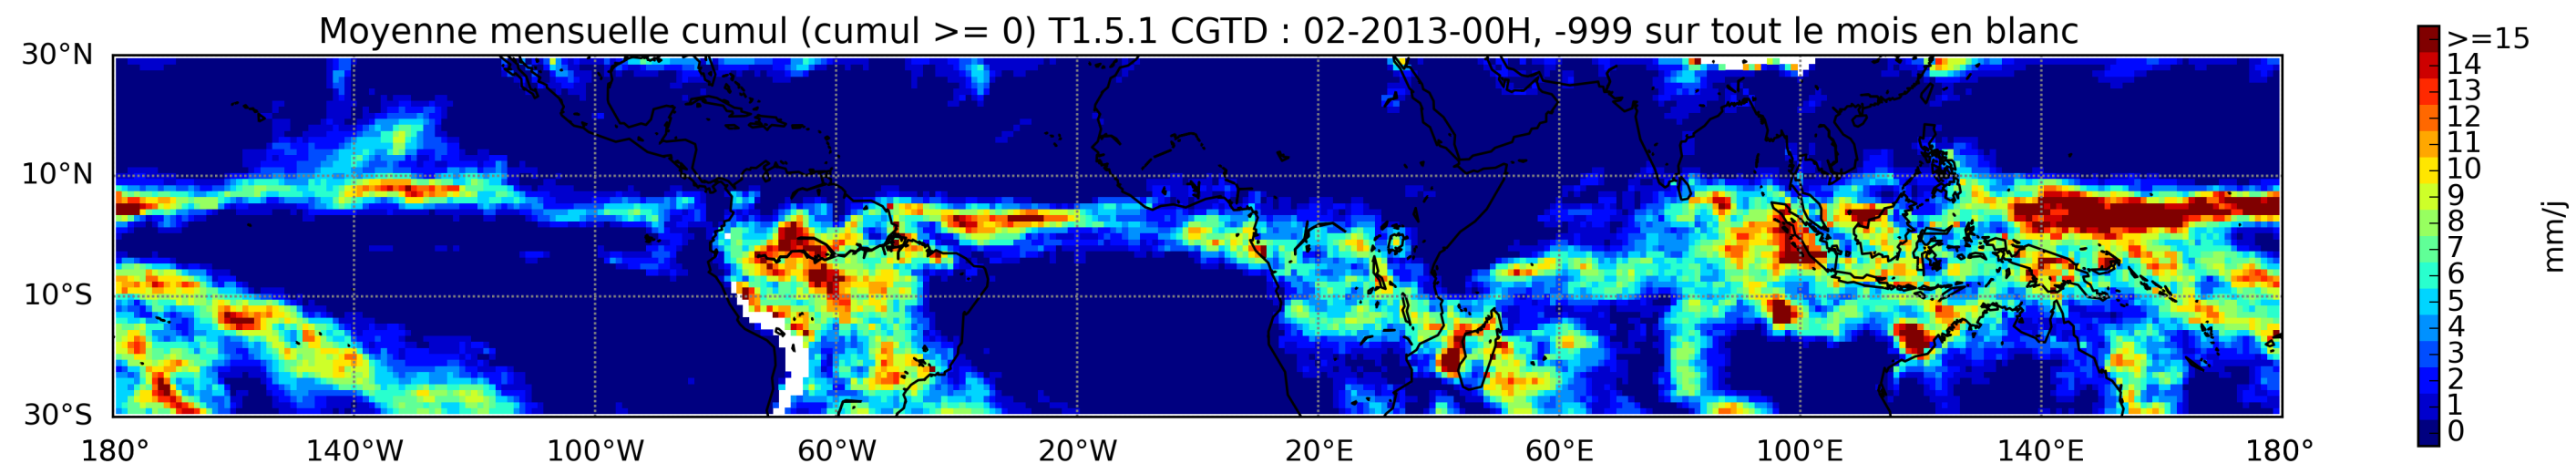 Moyenne mensuelle cumul (cumul >= 0) T1.5.1 CGTD : 02-2013-00H, -999 sur tout le mois en blanc
30°N
10°N
10°S
30°S
180° 140°W 100°W 60°W 20°W 20°E 60°E 100°E 140°E 180°
>=15
14
13
12
11
10
9
8
7
6
5
4
3
2
1
0
mm/j